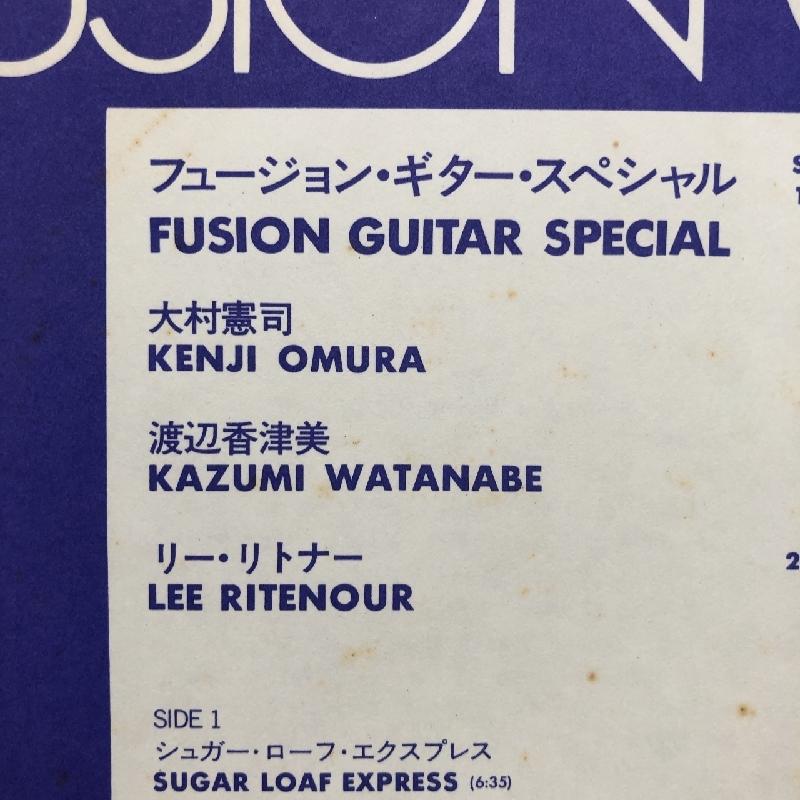 フュージョン・ギター・スペシャル
FUSION GUITAR SPECIAL
大村憲司
KENJI OMURA
渡辺香津美
KAZUMI WATANABE
リー・リトナー
LEE RITENOUR
2
SIDE 1
シュガー・ローフ・エクスプレス
SUGAR LOAF EXPRESS (6:35)